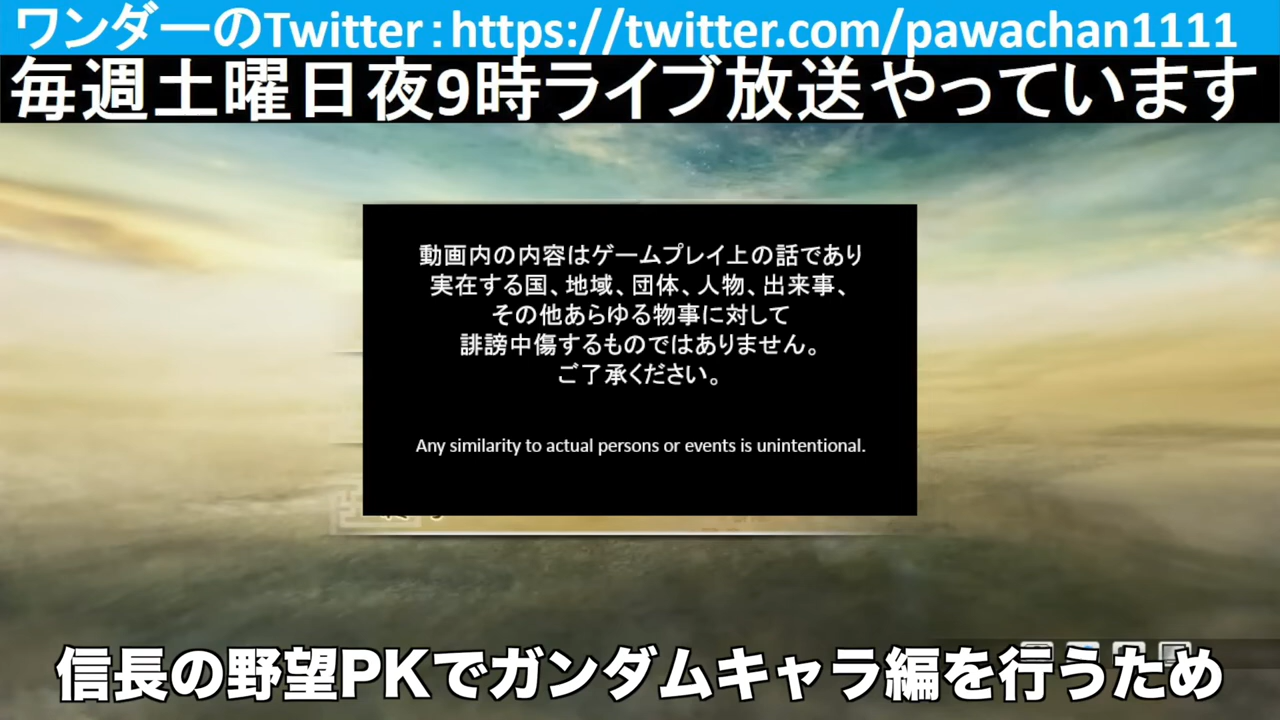 ワンダーのTwitter：https://twitter.com/pawachan1111
毎週土曜日夜9時ライブ放送やっています
動画内の内容はゲームプレイ上の話であり
実在する国、地域、団体、人物、出来事、
その他あらゆる物事に対して
誹謗中傷するものではありません。
ご了承ください。
Any similarity to actual persons or events is unintentional.
信長の野望PKでガンダムキャラ編を行うため